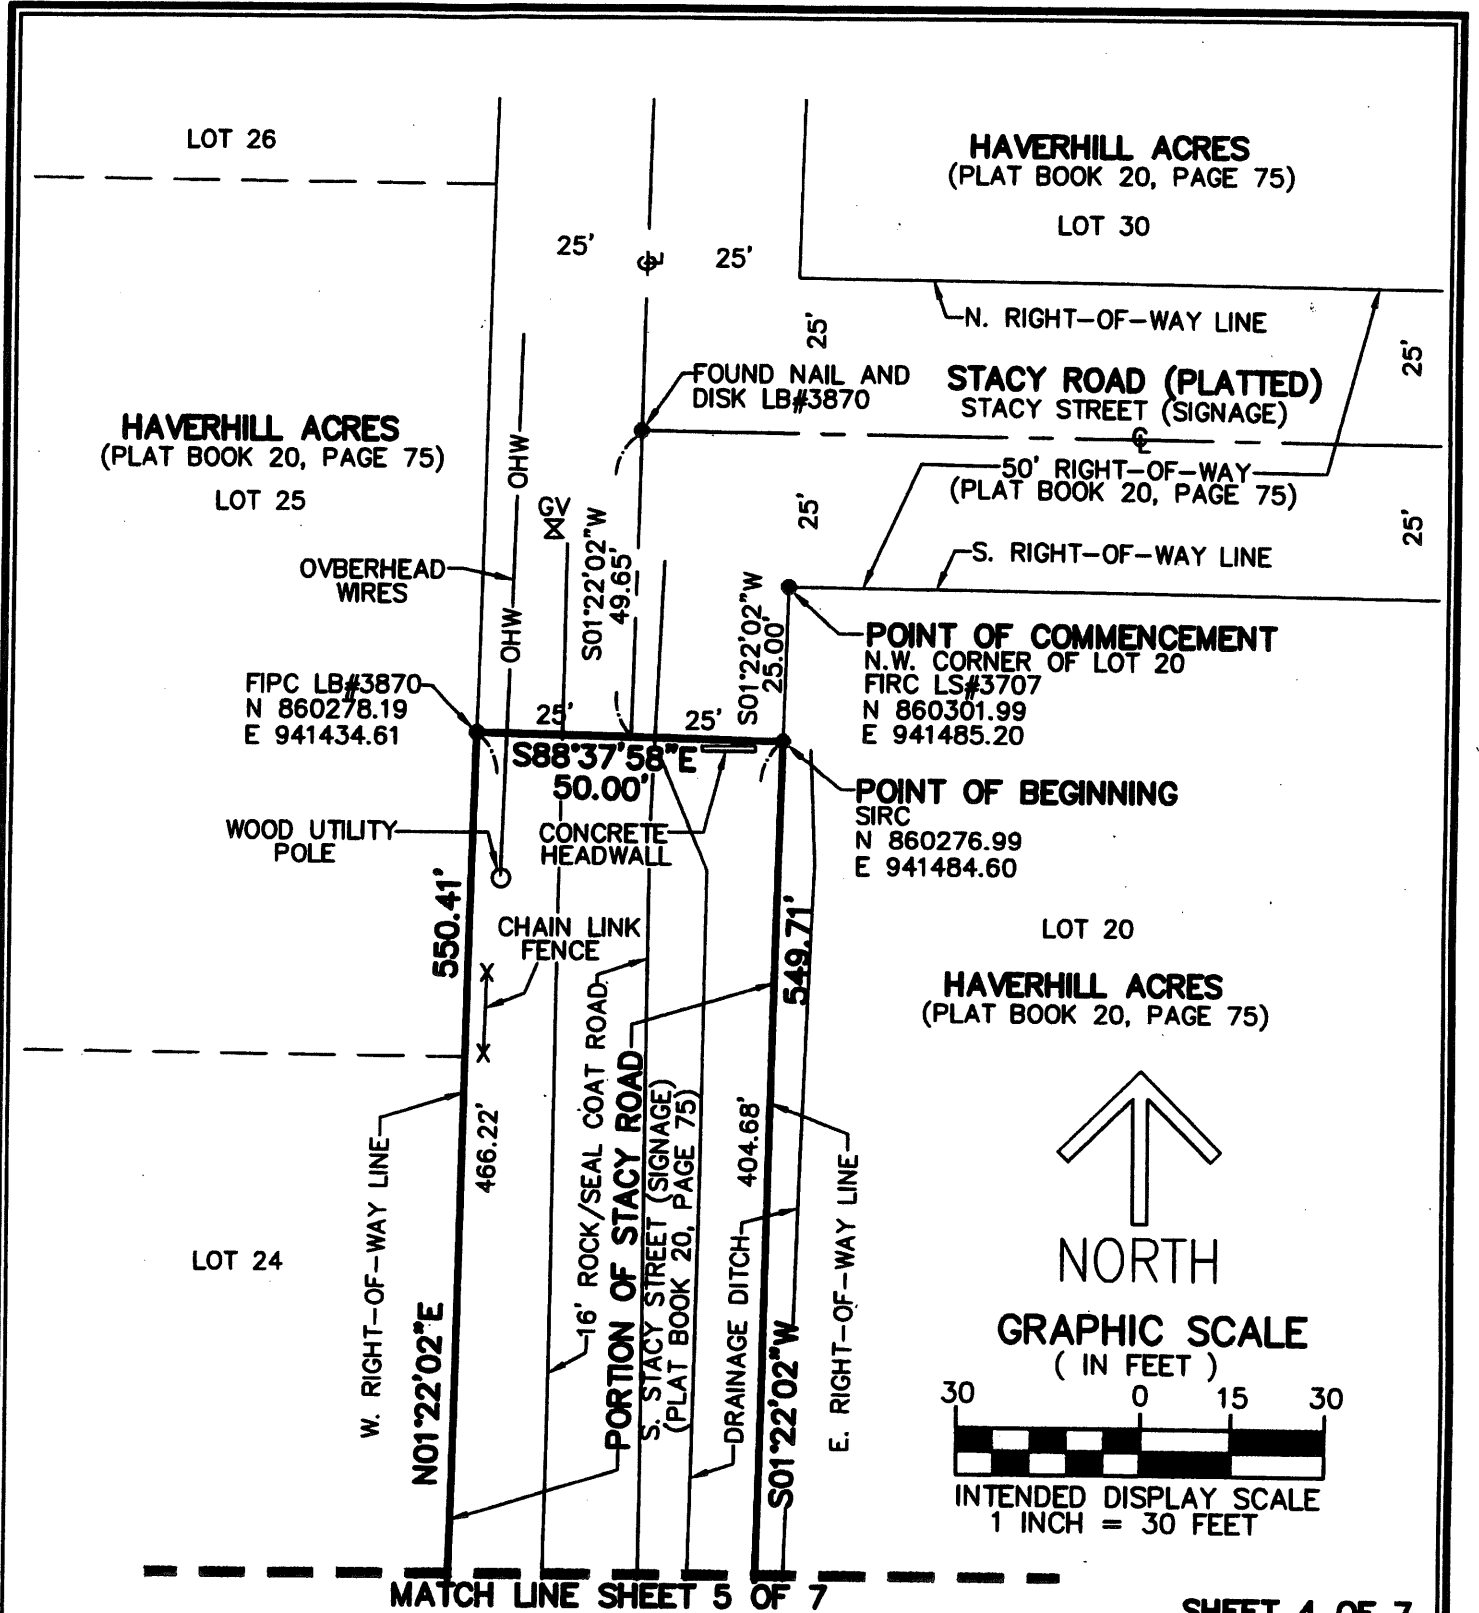 LOT 26
HAVERHILL ACRES
(PLAT BOOK 20, PAGE 75)
LOT 30
25'
25'
N. RIGHT-OF-WAY LINE
25'
25'
FOUND NAIL AND
DISK LB#3870
STACY ROAD (PLATTED)
STACY STREET (SIGNAGE)
HAVERHILL ACRES
(PLAT BOOK 20, PAGE 75)
LOT 25
OHW
50' RIGHT-OF-WAY
(PLAT BOOK 20, PAGE 75)
GV
25'
25'
S01°22'02"W
49.65'
S. RIGHT-OF-WAY LINE
OVBERHEAD
WIRES
OHW
S01°22'02"W
25.00'
POINT OF COMMENCEMENT
N.W. CORNER OF LOT 20
FIRC LS#3707
N 860301.99
E 941485.20
FIPC LB#3870
N 860278.19
E 941434.61
25'
25'
S88°37'58"E
50.00'
POINT OF BEGINNING
SIRC
N 860276.99
E 941484.60
WOOD UTILITY
POLE
CONCRETE
HEADWALL
550.41'
549.71'
CHAIN LINK
FENCE
LOT 20
HAVERHILL ACRES
(PLAT BOOK 20, PAGE 75)
X
X
466.22'
404.68'
W. RIGHT-OF-WAY LINE
16' ROCK/SEAL COAT ROAD
PORTION OF STACY ROAD
S. STACY STREET (SIGNAGE)
(PLAT BOOK 20, PAGE 75)
DRAINAGE DITCH
E. RIGHT-OF-WAY LINE
LOT 24
N01°22'02"E
S01°22'02"W
NORTH
GRAPHIC SCALE
( IN FEET )
30 0 15 30
INTENDED DISPLAY SCALE
1 INCH = 30 FEET
MATCH LINE SHEET 5 OF 7
SHEET 4 OF 7